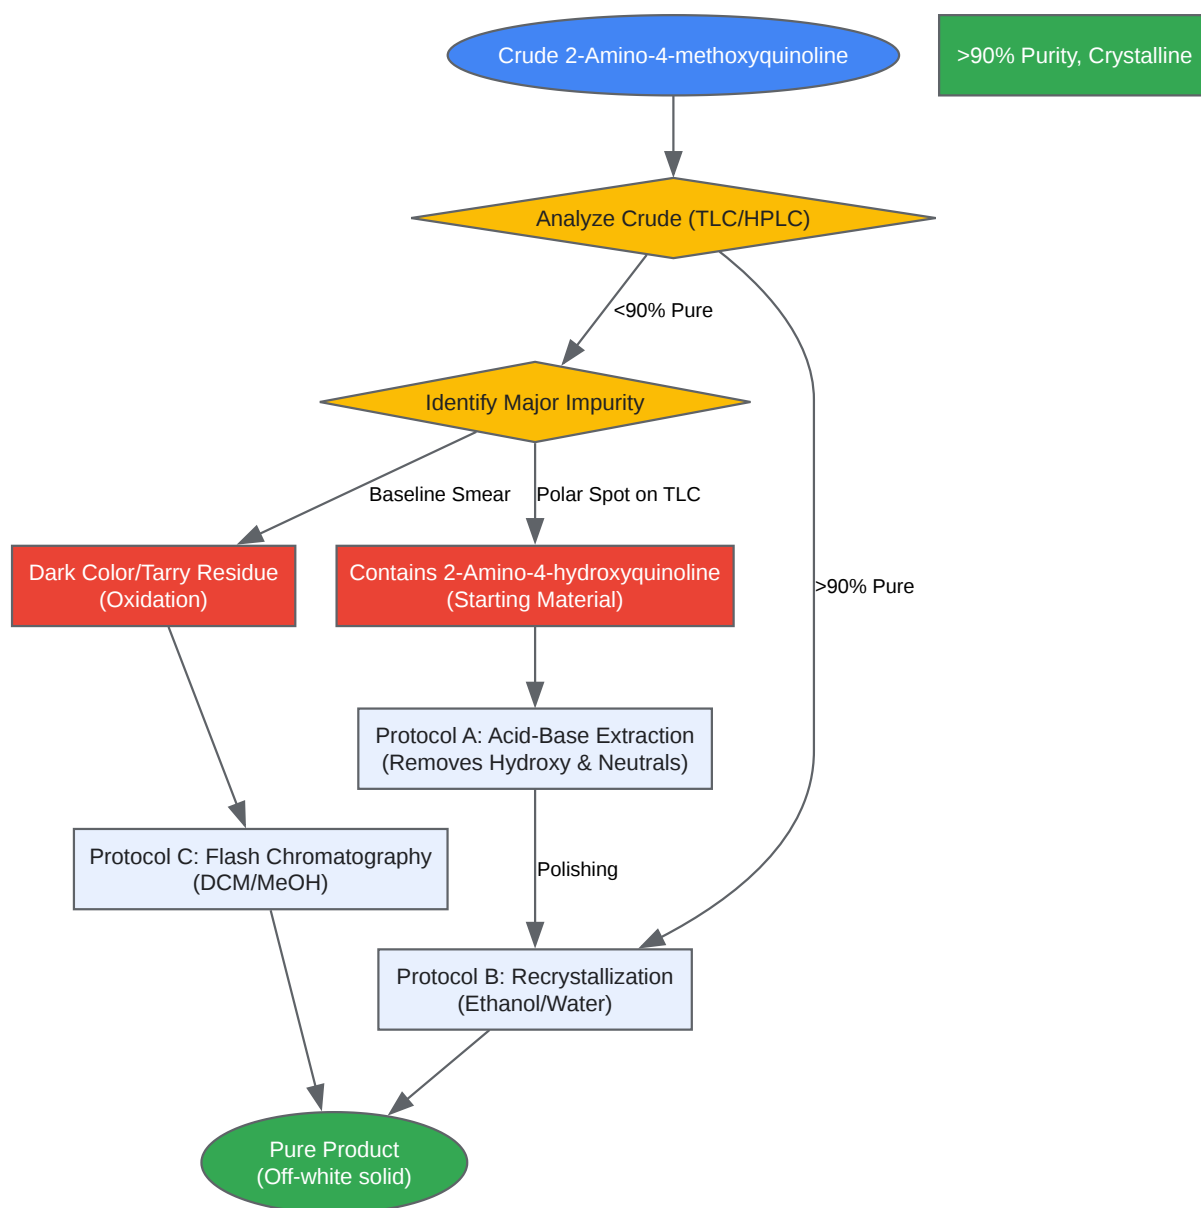 Crude 2-Amino-4-methoxyquinoline
>90% Purity, Crystalline
Analyze Crude (TLC/HPLC)
<90% Pure
Identify Major Impurity
Baseline Smear
Polar Spot on TLC
Dark Color/Tarry Residue
(Oxidation)
Contains 2-Amino-4-hydroxyquinoline
(Starting Material)
>90% Pure
Protocol A: Acid-Base Extraction
(Removes Hydroxy & Neutrals)
Protocol C: Flash Chromatography
(DCM/MeOH)
Polishing
Protocol B: Recrystallization
(Ethanol/Water)
Pure Product
(Off-white solid)